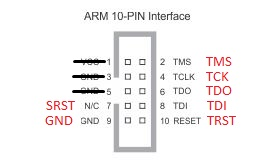 ARM 10-PIN Interface
VCC 1 2 TMS TMS
GND 3 4 TCLK TCK
GND 5 6 TDO TDO
SRST N/C 7 8 TDI TDI
GND GND 9 10 RESET TRST